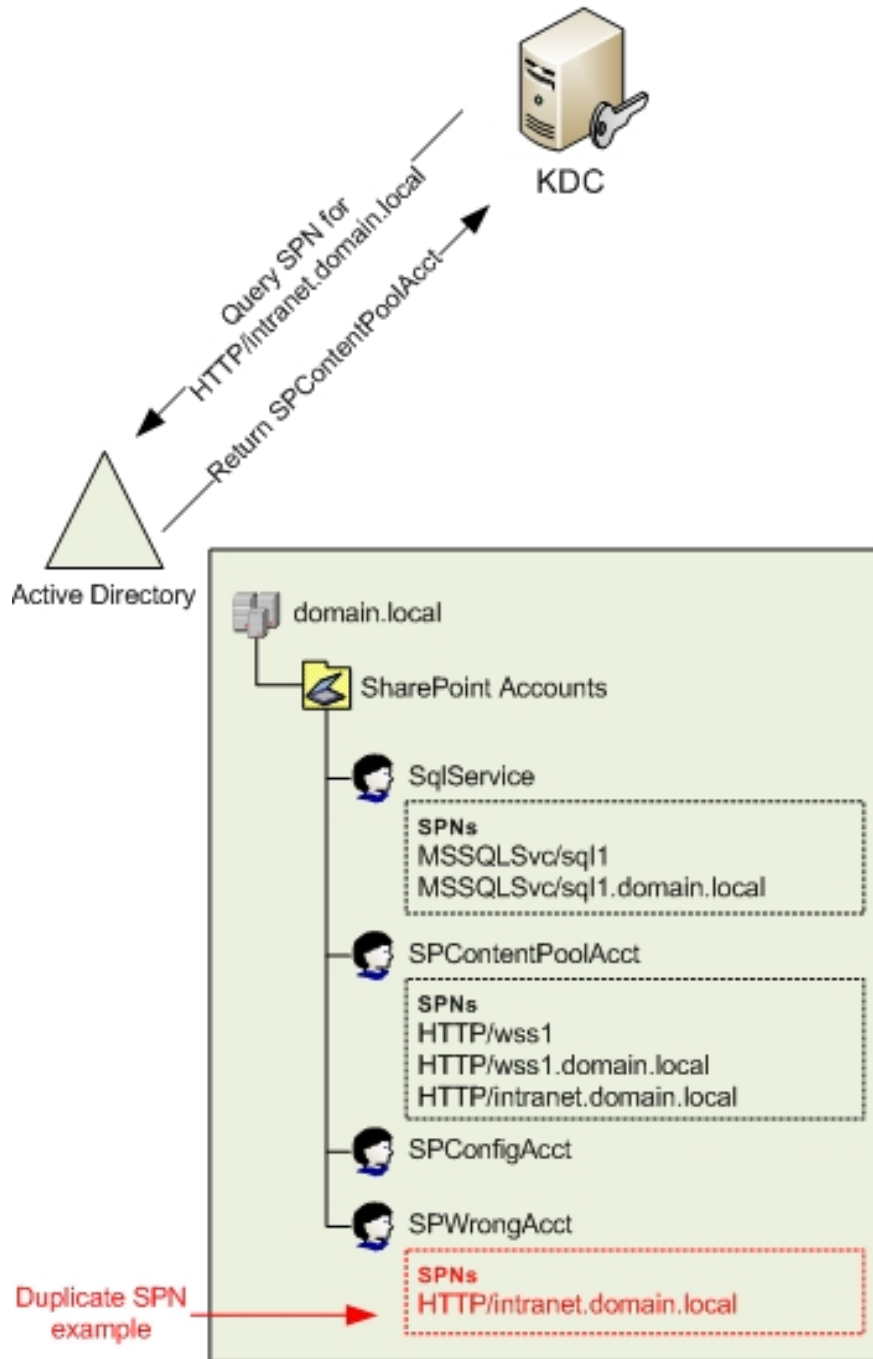 KDC
Query SPN for
HTTP/intranet.domain.local
Return SPContentPoolAcct
Active Directory
domain.local
SharePoint Accounts
SqlService
SPNs
MSSQLSvc/sql1
MSSQLSvc/sql1.domain.local
SPContentPoolAcct
SPNs
HTTP/wss1
HTTP/wss1.domain.local
HTTP/intranet.domain.local
SPConfigAcct
SPWrongAcct
SPNs
HTTP/intranet.domain.local
Duplicate SPN
example